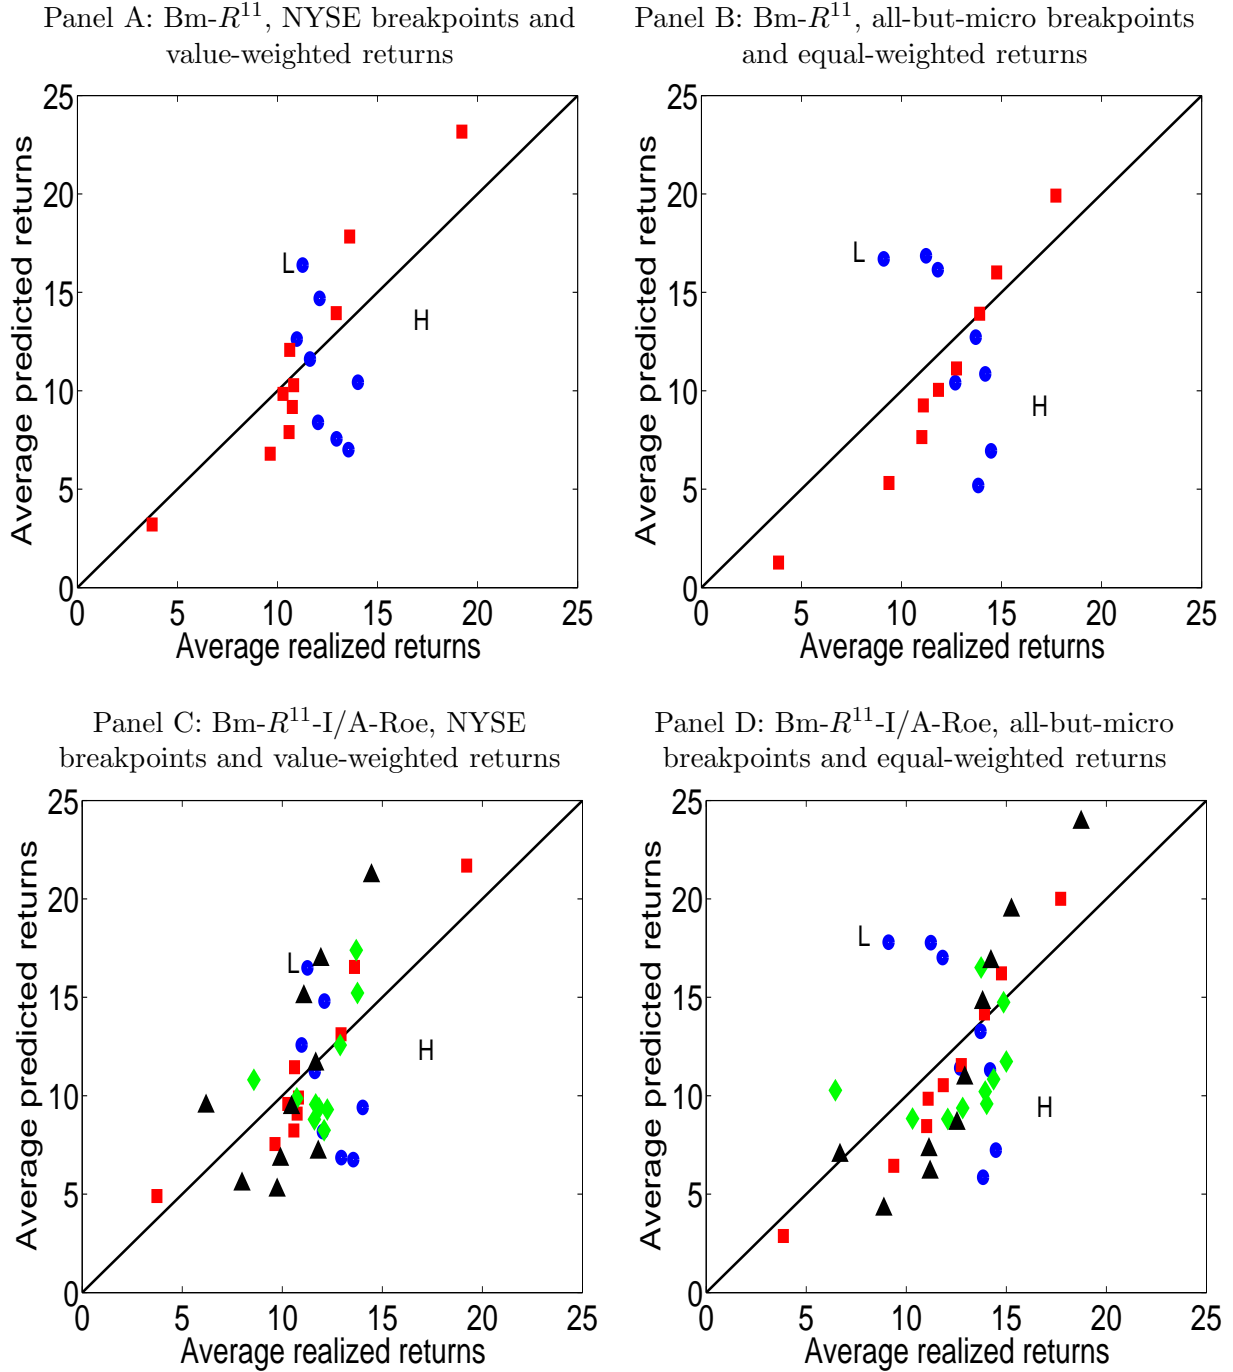 Panel A: Bm-R¹¹, NYSE breakpoints and
value-weighted returns
25
20
15
10
5
0
Average predicted returns
L
H
0 5 10 15 20 25
Average realized returns
Panel B: Bm-R¹¹, all-but-micro breakpoints
and equal-weighted returns
25
20
15
10
5
0
Average predicted returns
L
H
0 5 10 15 20 25
Average realized returns
Panel C: Bm-R¹¹-I/A-Roe, NYSE
breakpoints and value-weighted returns
25
20
15
10
5
0
Average predicted returns
L
H
0 5 10 15 20 25
Average realized returns
Panel D: Bm-R¹¹-I/A-Roe, all-but-micro
breakpoints and equal-weighted returns
25
20
15
10
5
0
Average predicted returns
L
H
0 5 10 15 20 25
Average realized returns